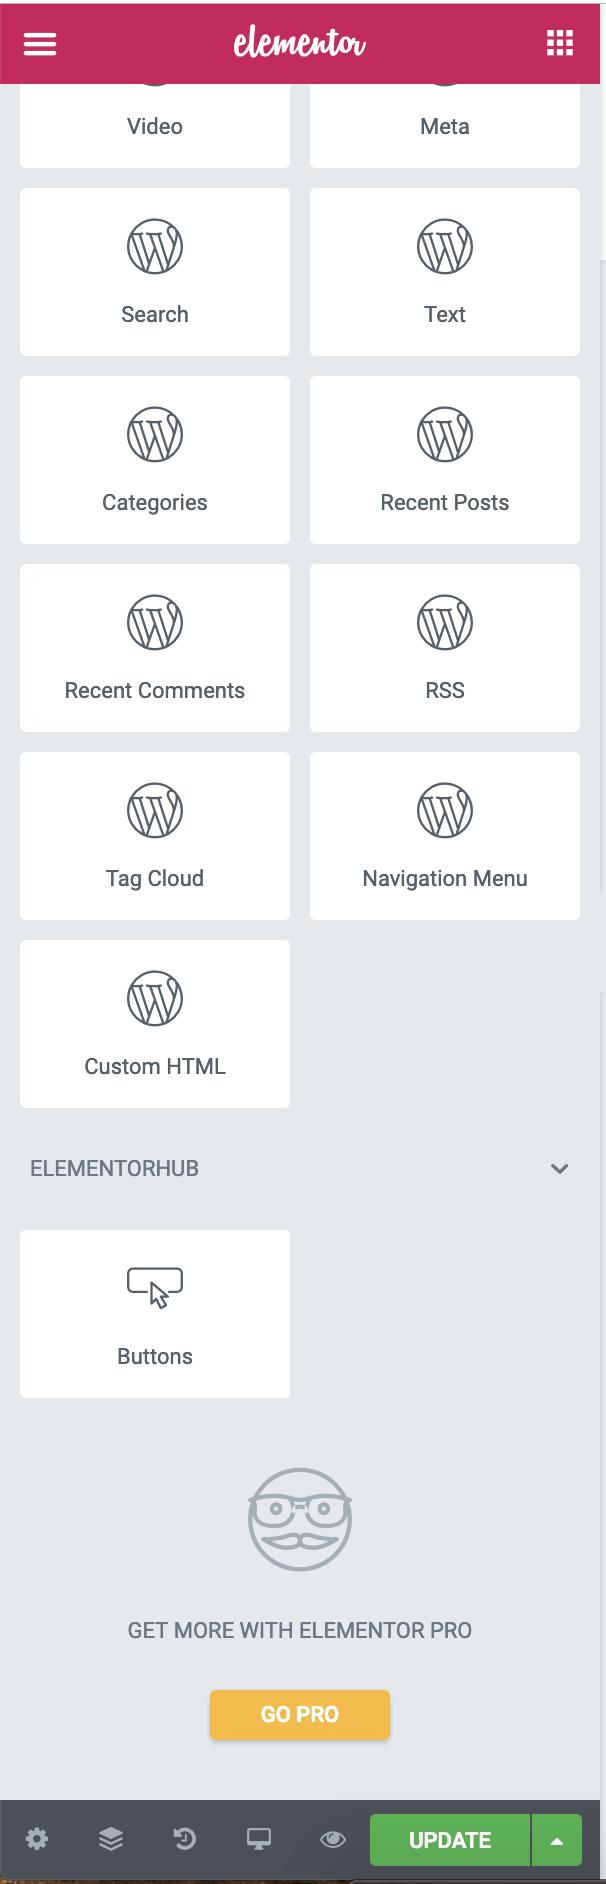 elementor
Video
Meta
Search
Text
Categories
Recent Posts
Recent Comments
RSS
Tag Cloud
Navigation Menu
Custom HTML
ELEMENTORHUB
Buttons
GET MORE WITH ELEMENTOR PRO
GO PRO
UPDATE